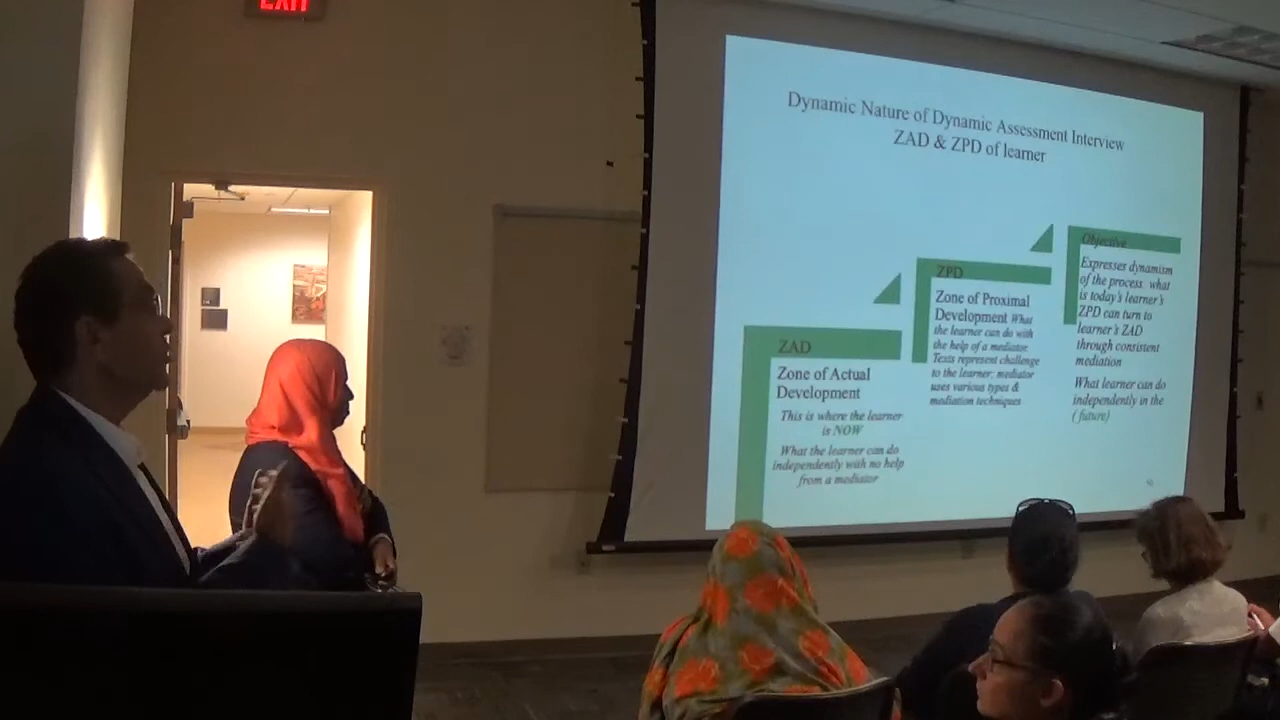 EXIT
Dynamic Nature of Dynamic Assessment Interview
ZAD & ZPD of learner
ZAD
Zone of Actual
Development
This is where the learner
is NOW
What the learner can do
independently with no help
from a mediator
ZPD
Zone of Proximal
Development What
the learner can do with
the help of a mediator.
Texts represent challenge
to the learner; mediator
uses various types &
mediation techniques
Objective
Expresses dynamism
of the process: what
is today's learner's
ZPD can turn to
learner's ZAD
through consistent
mediation
What learner can do
independently in the
(future)